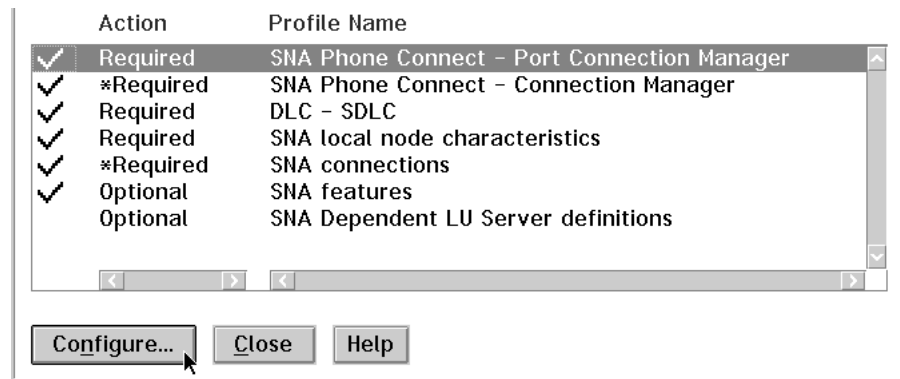 Action Profile Name
Required SNA Phone Connect – Port Connection Manager
*Required SNA Phone Connect – Connection Manager
Required DLC – SDLC
Required SNA local node characteristics
*Required SNA connections
Optional SNA features
Optional SNA Dependent LU Server definitions
Configure... Close Help